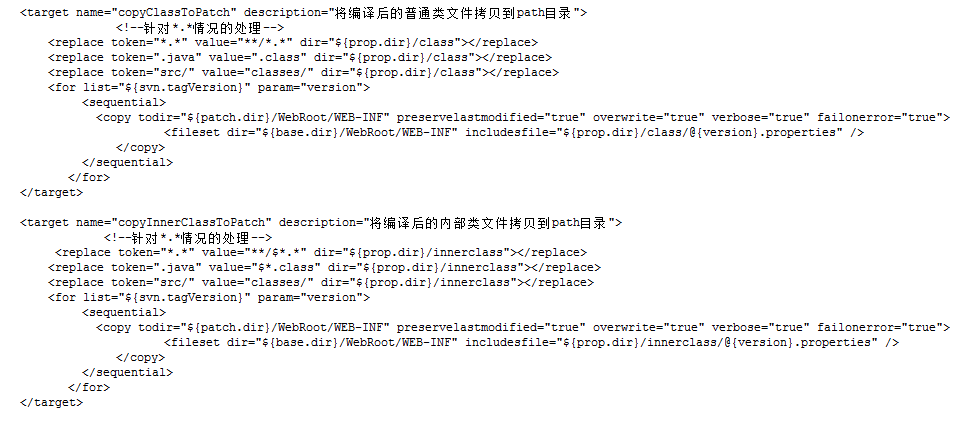 <target name="copyClassToPatch" description="将编译后的普通类文件拷贝到path目录">
<!--针对*.*情况的处理-->
<replace token="*.*" value="**/*.*" dir="${prop.dir}/class"></replace>
<replace token=".java" value=".class" dir="${prop.dir}/class"></replace>
<replace token="src/" value="classes/" dir="${prop.dir}/class"></replace>
<for list="${svn.tagVersion}" param="version">
<sequential>
<copy todir="${patch.dir}/WebRoot/WEB-INF" preservelastmodified="true" overwrite="true" verbose="true" failonerror="true">
<fileset dir="${base.dir}/WebRoot/WEB-INF" includesfile="${prop.dir}/class/@{version}.properties" />
</copy>
</sequential>
</for>
</target>
<target name="copyInnerClassToPatch" description="将编译后的内部类文件拷贝到path目录">
<!--针对*.*情况的处理-->
<replace token="*.*" value="**/$*.*" dir="${prop.dir}/innerclass"></replace>
<replace token=".java" value="$*.class" dir="${prop.dir}/innerclass"></replace>
<replace token="src/" value="classes/" dir="${prop.dir}/innerclass"></replace>
<for list="${svn.tagVersion}" param="version">
<sequential>
<copy todir="${patch.dir}/WebRoot/WEB-INF" preservelastmodified="true" overwrite="true" verbose="true" failonerror="true">
<fileset dir="${base.dir}/WebRoot/WEB-INF" includesfile="${prop.dir}/innerclass/@{version}.properties" />
</copy>
</sequential>
</for>
</target>